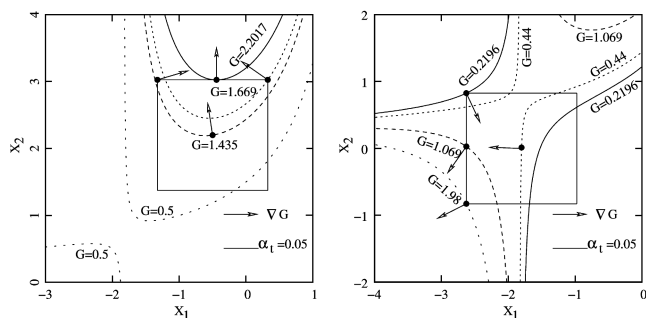 4
3
2
1
0
X2
G=2.2017
G=1.669
G=1.435
G=0.5
G=0.5
∇ G
αt =0.05
−3 −2 −1 0 1
X1
2
1
0
−1
−2
X2
G=0.2196
G=0.44
G=1.069
G=0.44
G=0.2196
G=1.069
G=1.98
∇ G
αt =0.05
−4 −3 −2 −1 0
X1